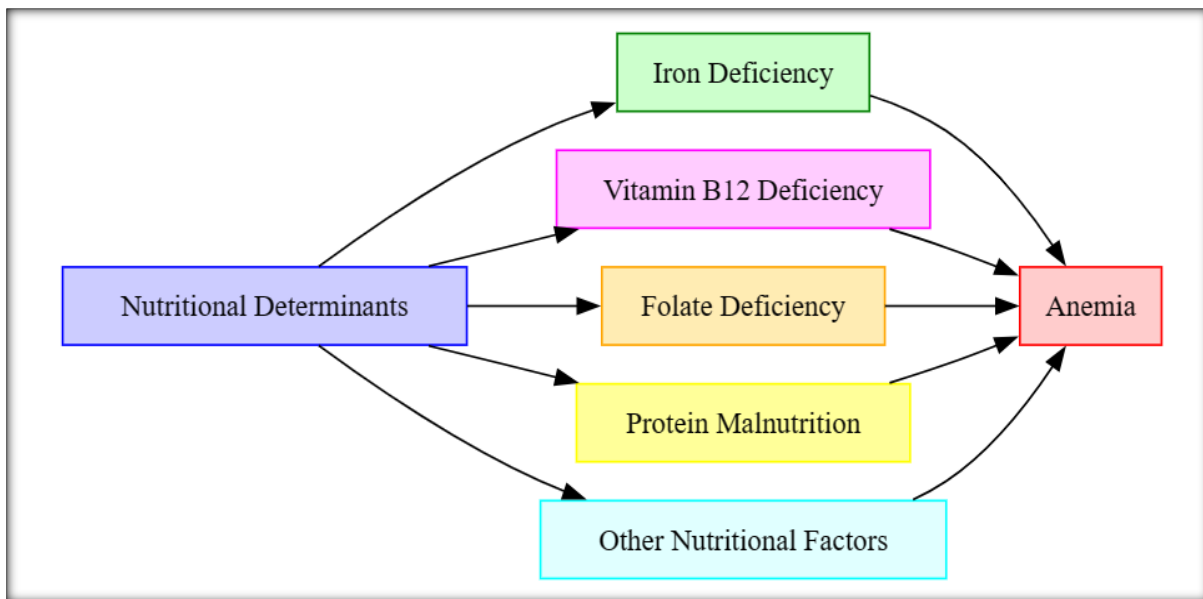 Iron Deficiency
Vitamin B12 Deficiency
Nutritional Determinants
Folate Deficiency
Anemia
Protein Malnutrition
Other Nutritional Factors